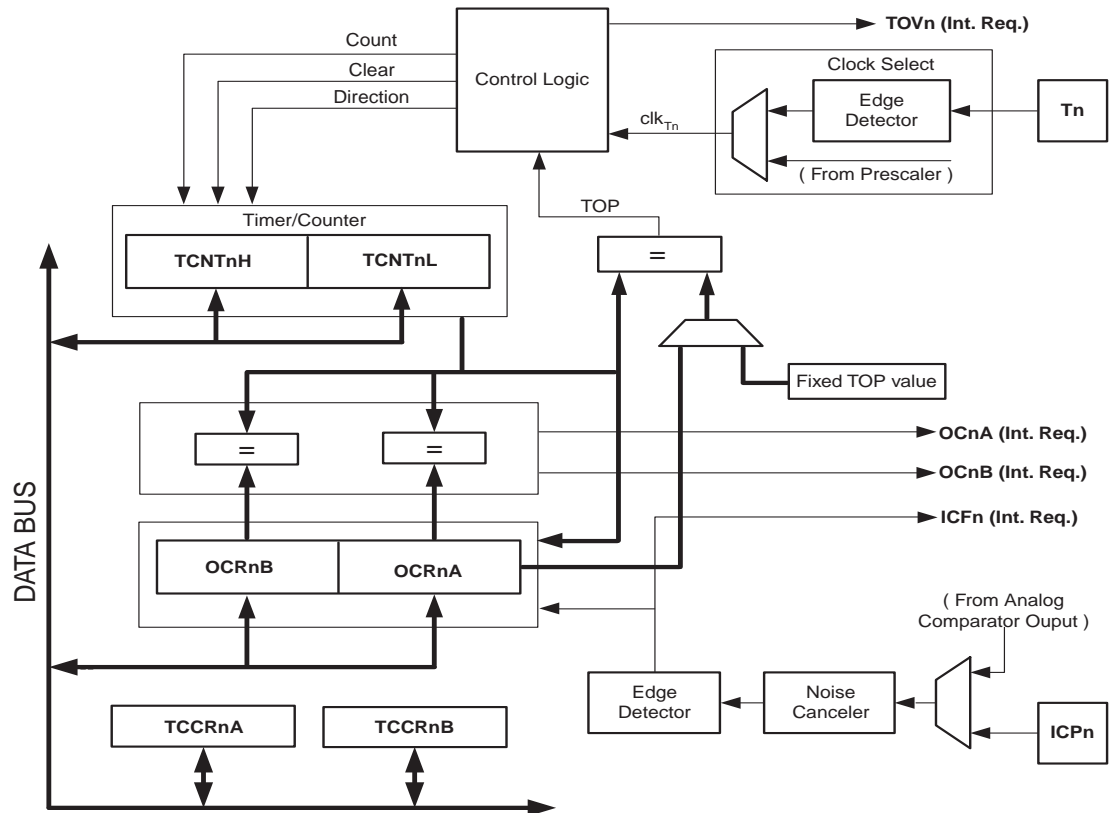 TOVn (Int. Req.)
Count
Clear
Direction
Control Logic
Clock Select
Edge
Detector
Tn
clkTn
( From Prescaler )
TOP
Timer/Counter
TCNTnH
TCNTnL
=
Fixed TOP value
=
=
OCnA (Int. Req.)
OCnB (Int. Req.)
ICFn (Int. Req.)
DATA BUS
OCRnB
OCRnA
( From Analog
Comparator Ouput )
Edge
Detector
Noise
Canceler
ICPn
TCCRnA
TCCRnB